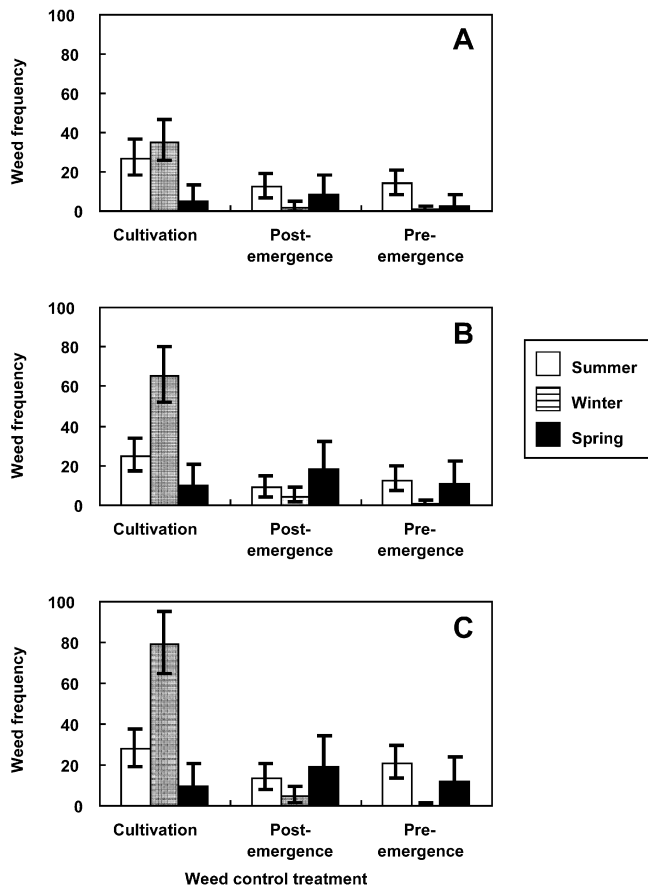 A
100
80
60
40
20
0
Weed frequency
Cultivation
Post-
emergence
Pre-
emergence
B
100
80
60
40
20
0
Weed frequency
Cultivation
Post-
emergence
Pre-
emergence
Summer
Winter
Spring
C
100
80
60
40
20
0
Weed frequency
Cultivation
Post-
emergence
Pre-
emergence
Weed control treatment